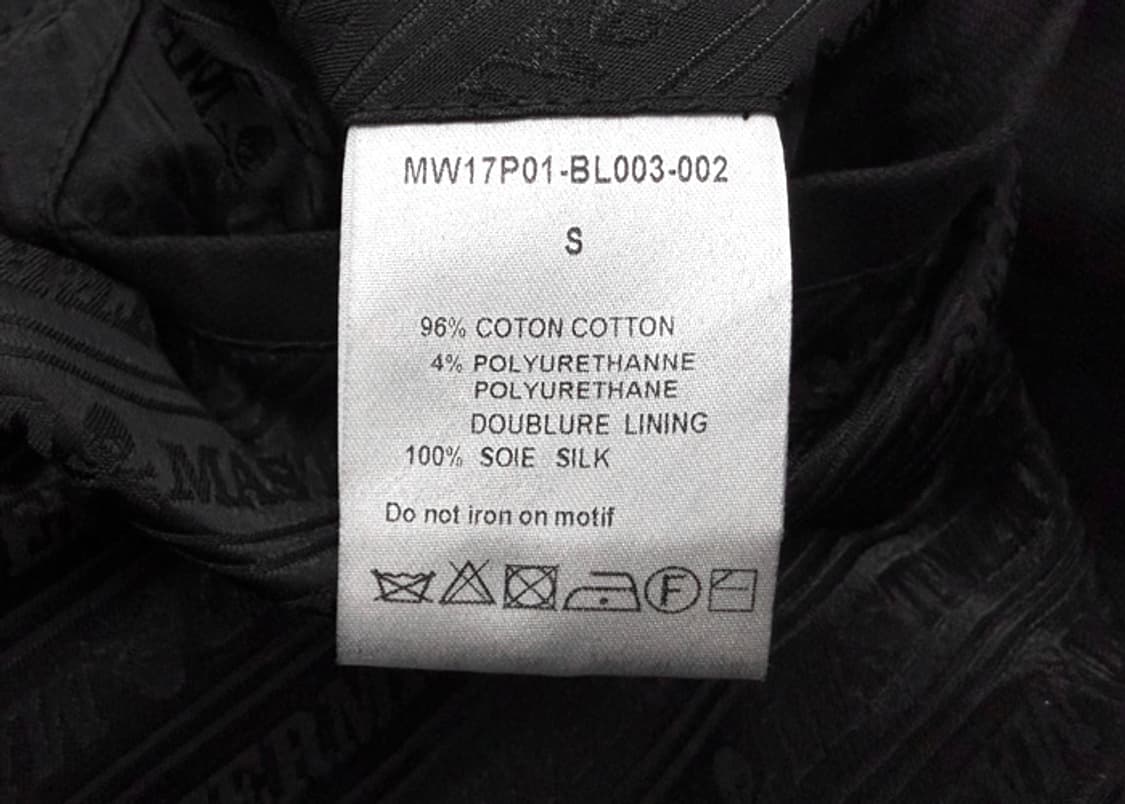 MW17P01-BL003-002
S
96% COTON COTTON
4% POLYURETHANNE
POLYURETHANE
DOUBLURE LINING
100% SOIE SILK
Do not iron on motif
F